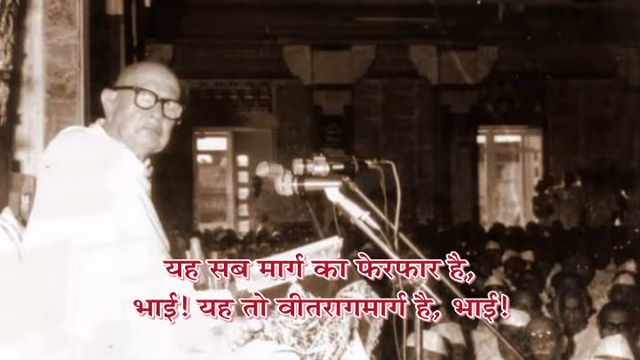 यह सब मार्ग का फेरफार है,
भाई! यह तो वीतरागमार्ग है, भाई!